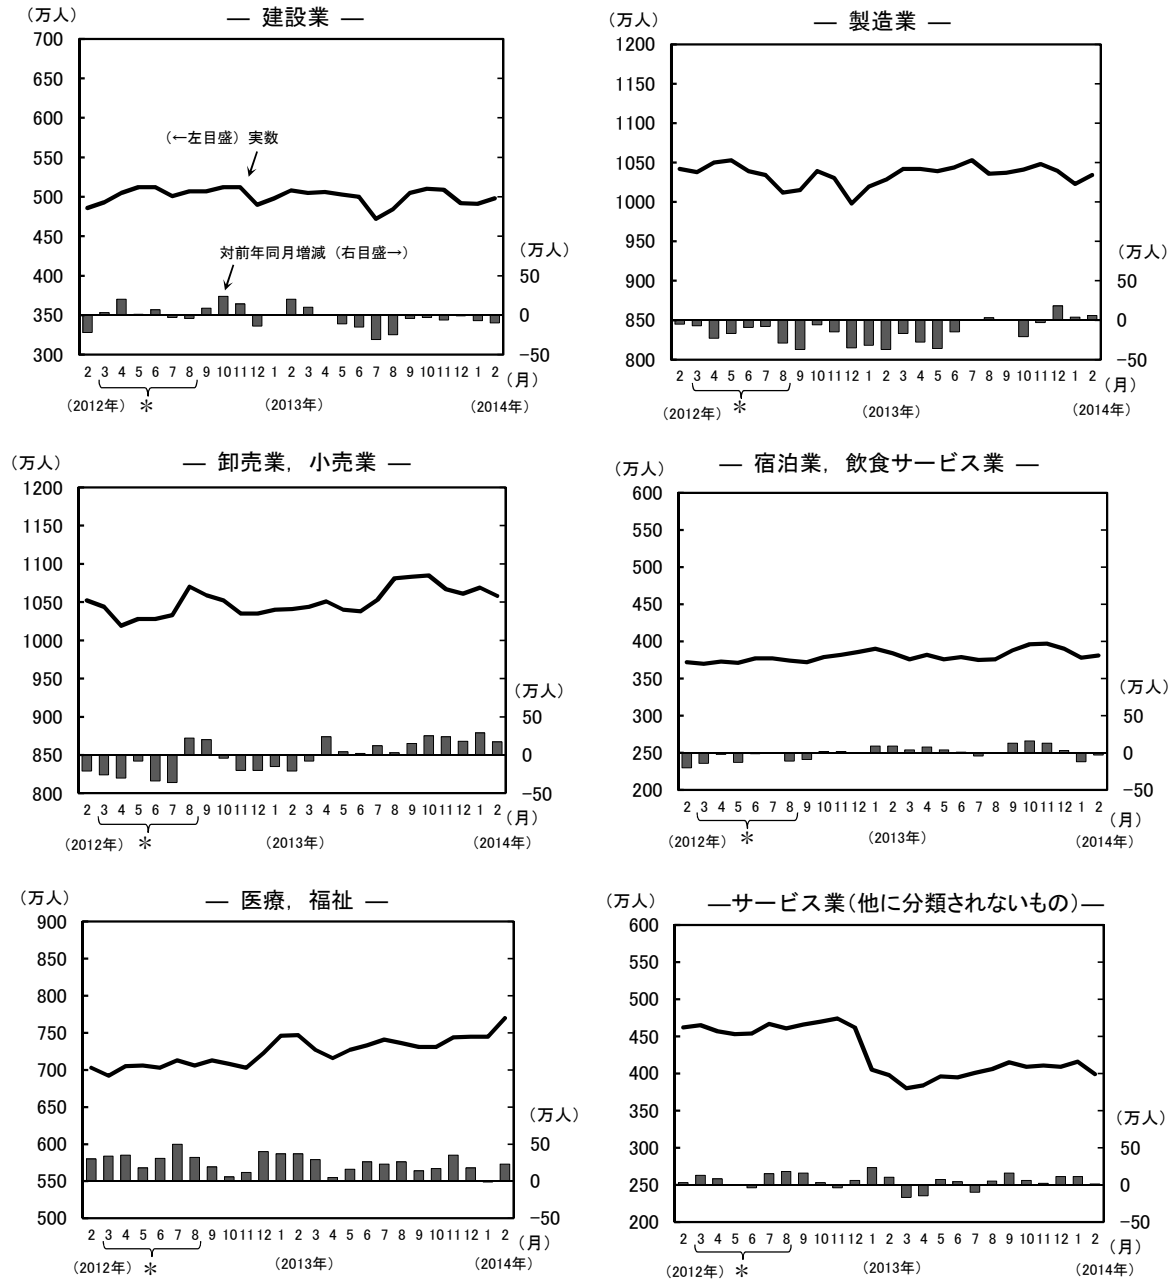 (万人)
― 建設業 ―
700
650
600
550
500
450
400
350
300
(←左目盛) 実数
対前年同月増減 (右目盛→)
(万人)
50
0
-50
2 3 4 5 6 7 8 9 10 11 12 1 2 3 4 5 6 7 8 9 10 11 12 1 2
(月)
(2012年) ＊ (2013年) (2014年)
(万人)
― 製造業 ―
1200
1150
1100
1050
1000
950
900
850
800
(万人)
50
0
-50
2 3 4 5 6 7 8 9 10 11 12 1 2 3 4 5 6 7 8 9 10 11 12 1 2
(月)
(2012年) ＊ (2013年) (2014年)
(万人)
― 卸売業，小売業 ―
1200
1150
1100
1050
1000
950
900
850
800
(万人)
50
0
-50
2 3 4 5 6 7 8 9 10 11 12 1 2 3 4 5 6 7 8 9 10 11 12 1 2
(月)
(2012年) ＊ (2013年) (2014年)
(万人)
― 宿泊業，飲食サービス業 ―
600
550
500
450
400
350
300
250
200
(万人)
50
0
-50
2 3 4 5 6 7 8 9 10 11 12 1 2 3 4 5 6 7 8 9 10 11 12 1 2
(月)
(2012年) ＊ (2013年) (2014年)
(万人)
― 医療，福祉 ―
900
850
800
750
700
650
600
550
500
(万人)
50
0
-50
2 3 4 5 6 7 8 9 10 11 12 1 2 3 4 5 6 7 8 9 10 11 12 1 2
(月)
(2012年) ＊ (2013年) (2014年)
(万人)
―サービス業(他に分類されないもの)―
600
550
500
450
400
350
300
250
200
(万人)
50
0
-50
2 3 4 5 6 7 8 9 10 11 12 1 2 3 4 5 6 7 8 9 10 11 12 1 2
(月)
(2012年) ＊ (2013年) (2014年)